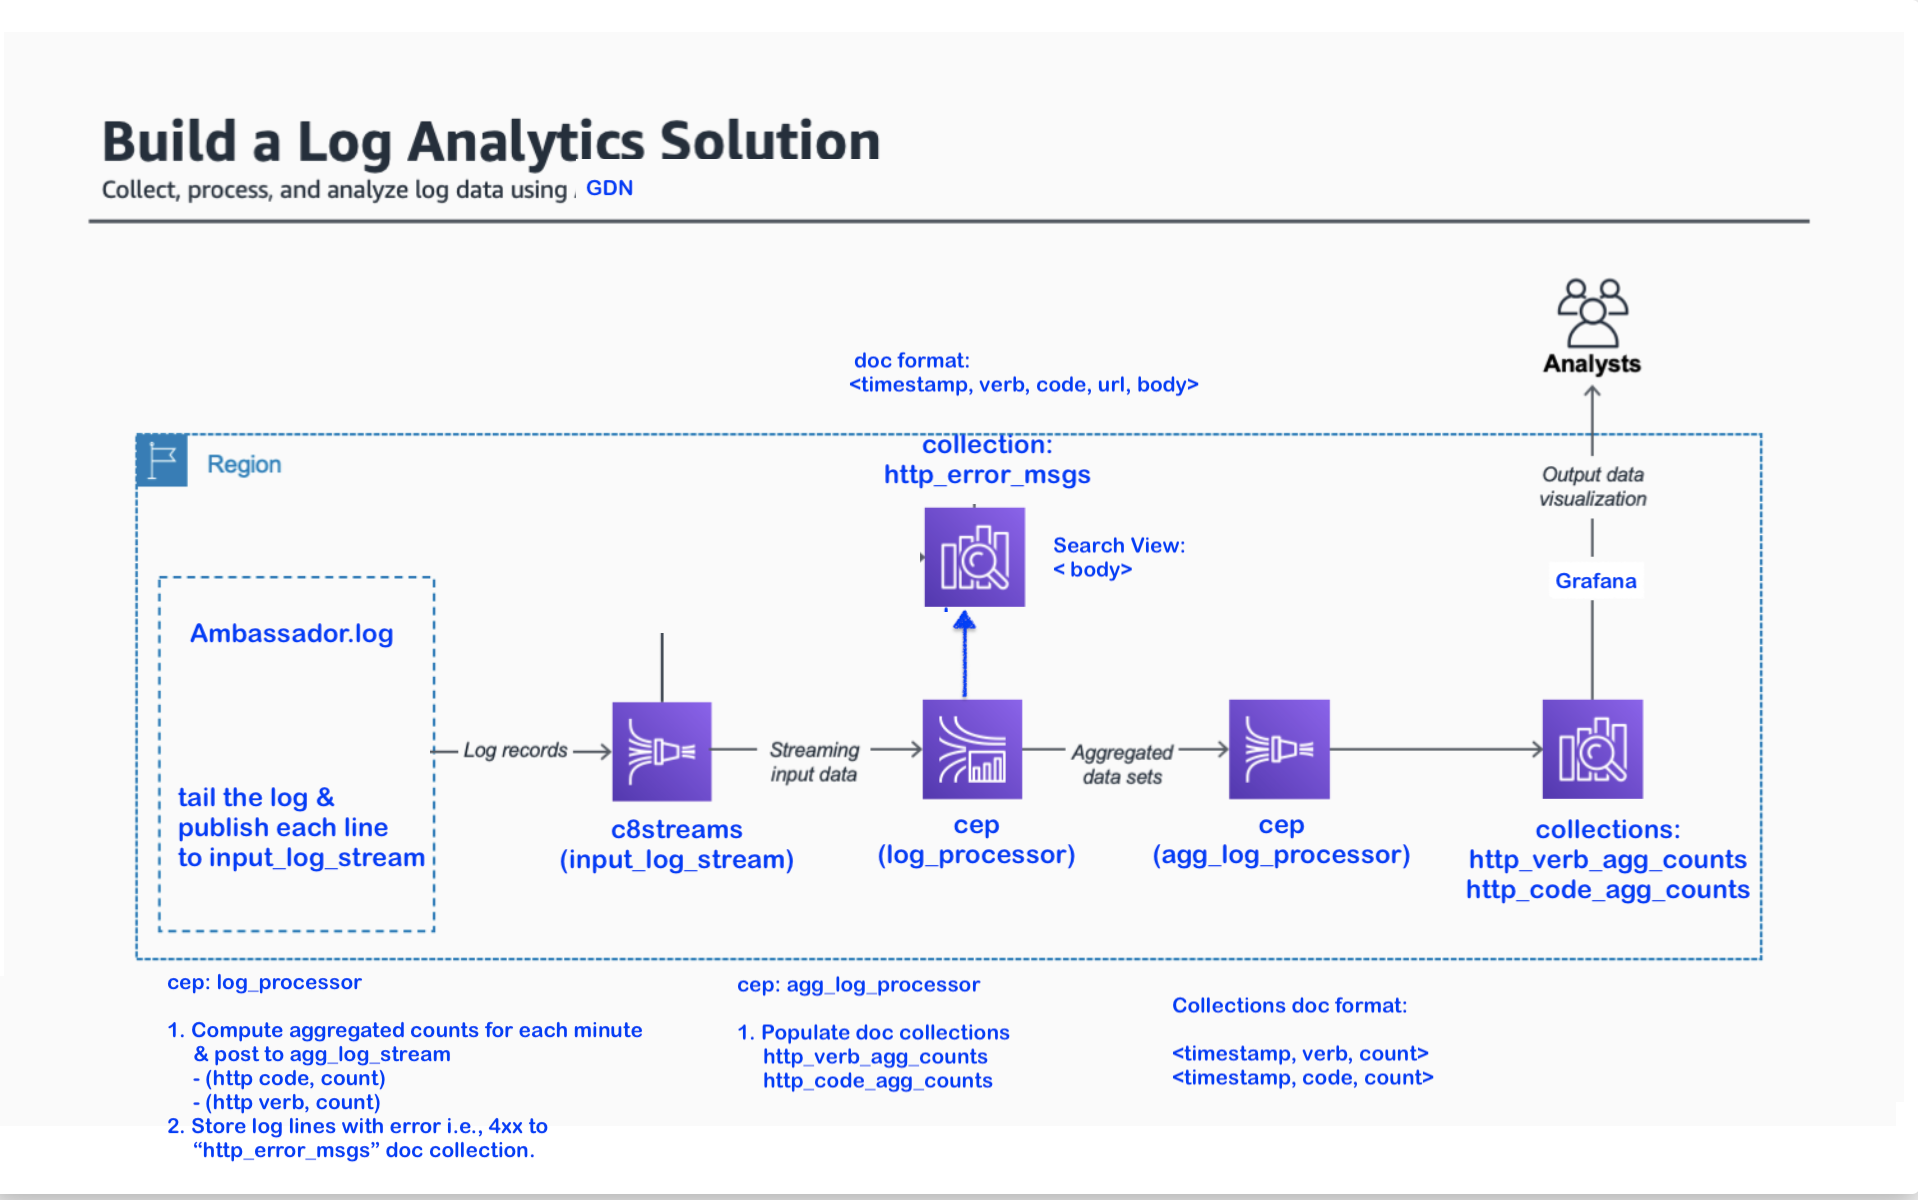 Build a Log Analytics Solution
Collect, process, and analyze log data using GDN
Analysts
doc format:
<timestamp, verb, code, url, body>
Region
collection:
http_error_msgs
Output data
visualization
Search View:
< body>
Grafana
Ambassador.log
Log records
Streaming
input data
Aggregated
data sets
tail the log &
publish each line
to input_log_stream
c8streams
(input_log_stream)
cep
(log_processor)
cep
(agg_log_processor)
collections:
http_verb_agg_counts
http_code_agg_counts
cep: log_processor
1. Compute aggregated counts for each minute
& post to agg_log_stream
- (http code, count)
- (http verb, count)
2. Store log lines with error i.e., 4xx to
“http_error_msgs” doc collection.
cep: agg_log_processor
1. Populate doc collections
http_verb_agg_counts
http_code_agg_counts
Collections doc format:
<timestamp, verb, count>
<timestamp, code, count>